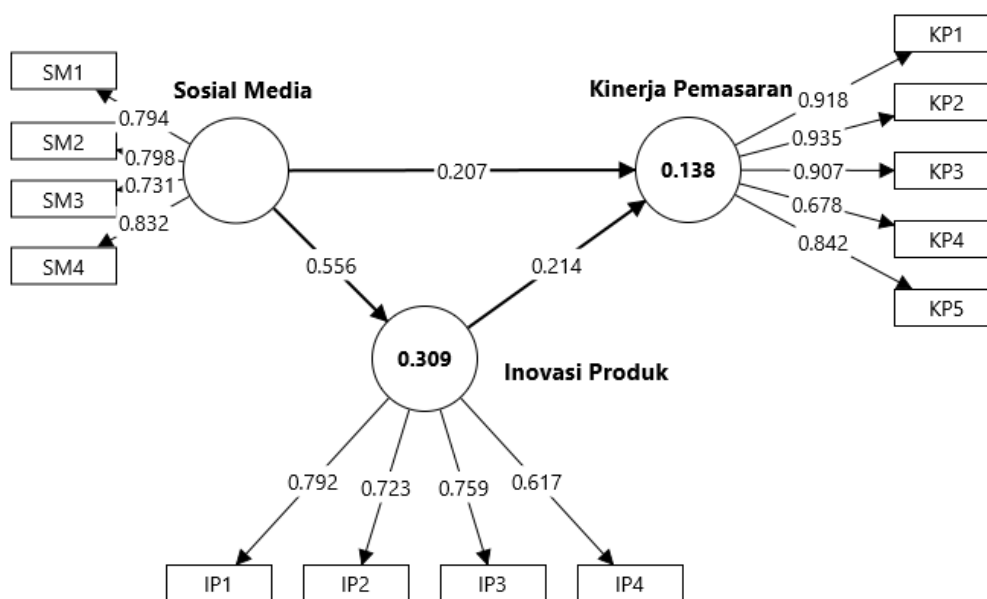 KP1
SM1
Sosial Media
Kinerja Pemasaran
0.918
KP2
0.794
SM2
0.935
0.798
0.207
0.138
0.907
KP3
SM3
0.731
0.678
0.832
KP4
SM4
0.842
0.556
0.214
KP5
0.309
Inovasi Produk
0.792
0.723
0.759
0.617
IP1
IP2
IP3
IP4